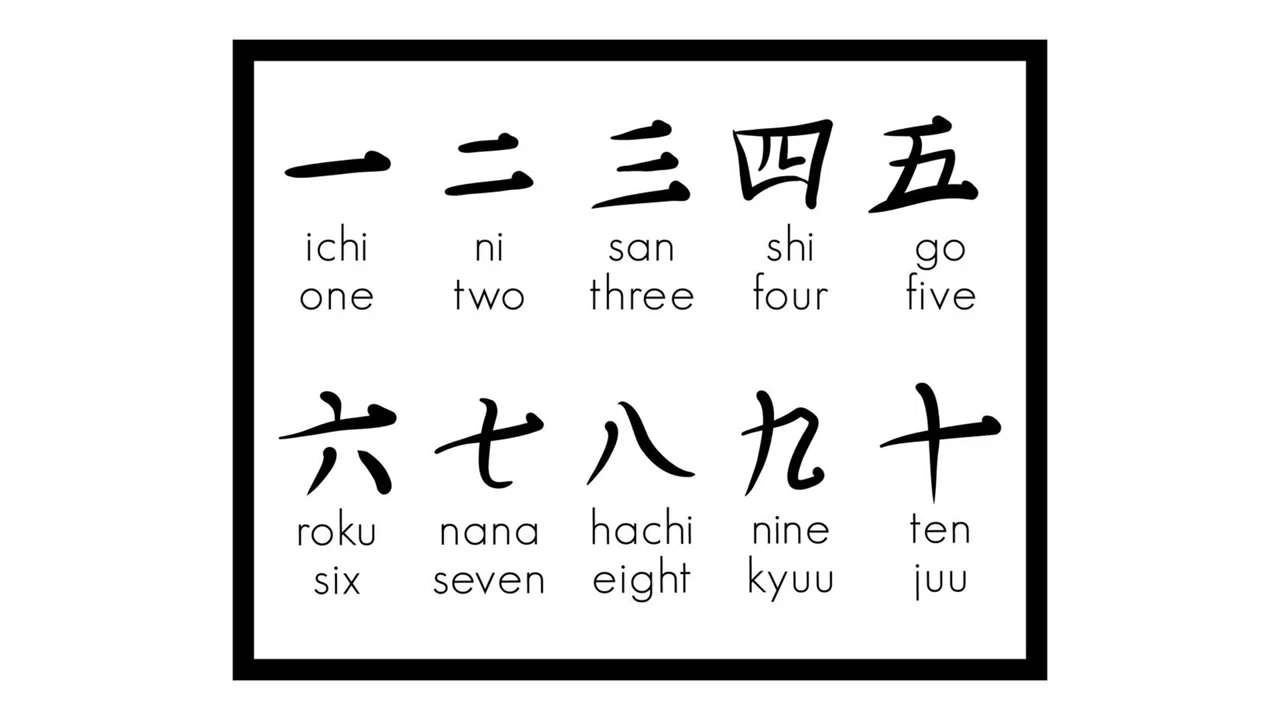 一 二 三 四 五
ichi ni san shi go
one two three four five
六 七 八 九 十
roku nana hachi nine ten
six seven eight kyuu juu